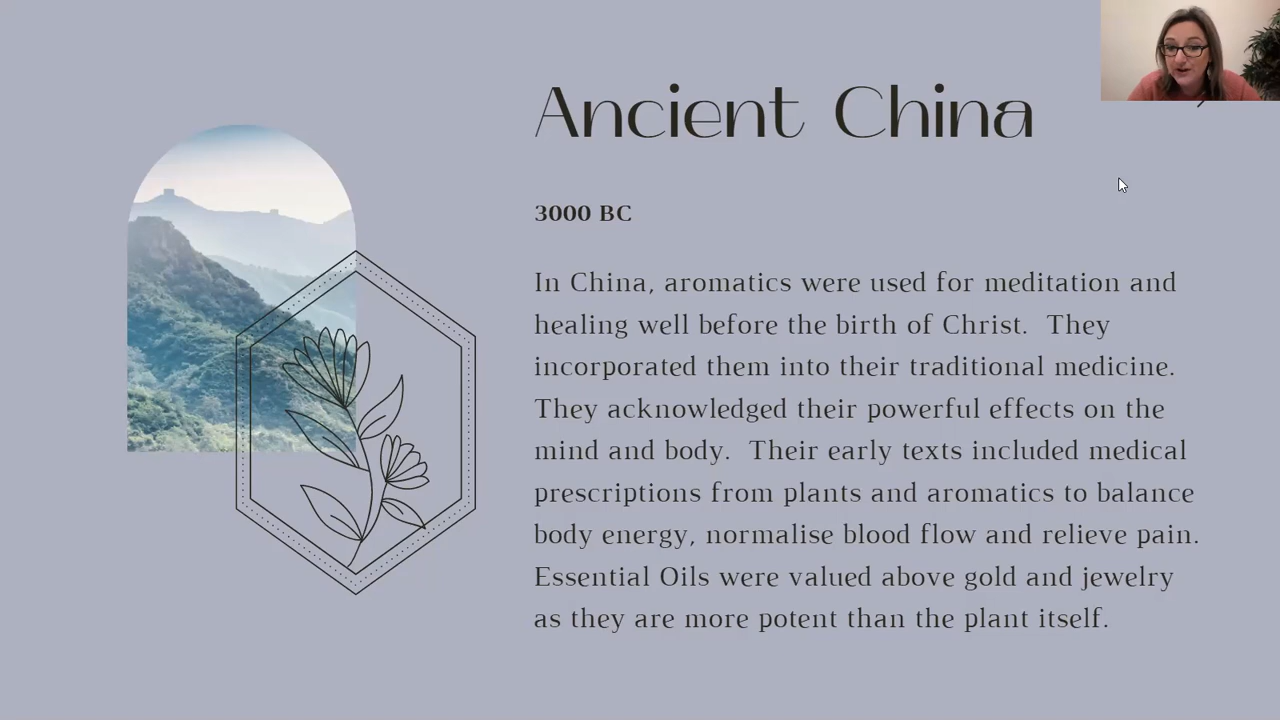 Ancient China
3000 BC
In China, aromatics were used for meditation and
healing well before the birth of Christ.  They
incorporated them into their traditional medicine.
They acknowledged their powerful effects on the
mind and body.  Their early texts included medical
prescriptions from plants and aromatics to balance
body energy, normalise blood flow and relieve pain.
Essential Oils were valued above gold and jewelry
as they are more potent than the plant itself.